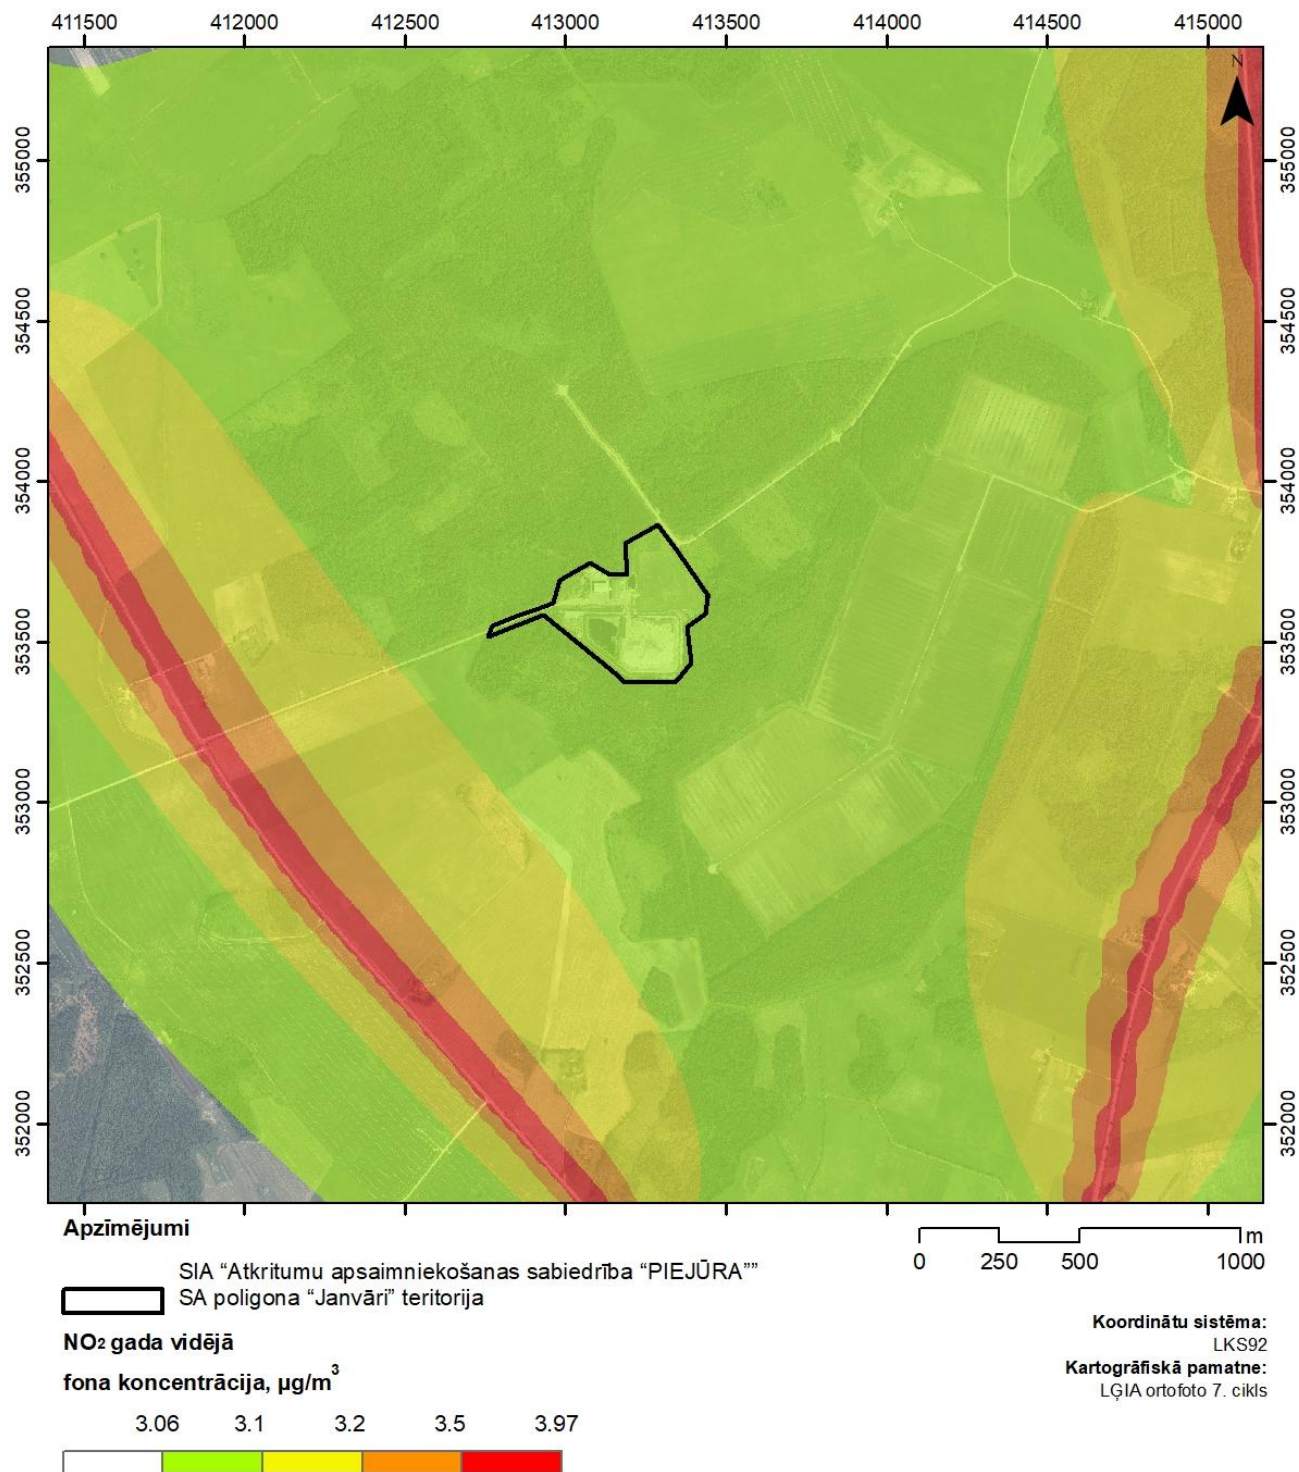 411500 412000 412500 413000 413500 414000 414500 415000
N
355000 355000
354500 354500
354000 354000
353500 353500
353000 353000
352500 352500
352000 352000
Apzīmējumi
SIA “Atkritumu apsaimniekošanas sabiedrība “PIEJŪRA””
SA poligona “Janvāri” teritorija
NO2 gada vidējā
fona koncentrācija, µg/m³
3.06 3.1 3.2 3.5 3.97
m
0 250 500 1000
Koordinātu sistēma:
LKS92
Kartogrāfiskā pamatne:
LĢIA ortofoto 7. cikls